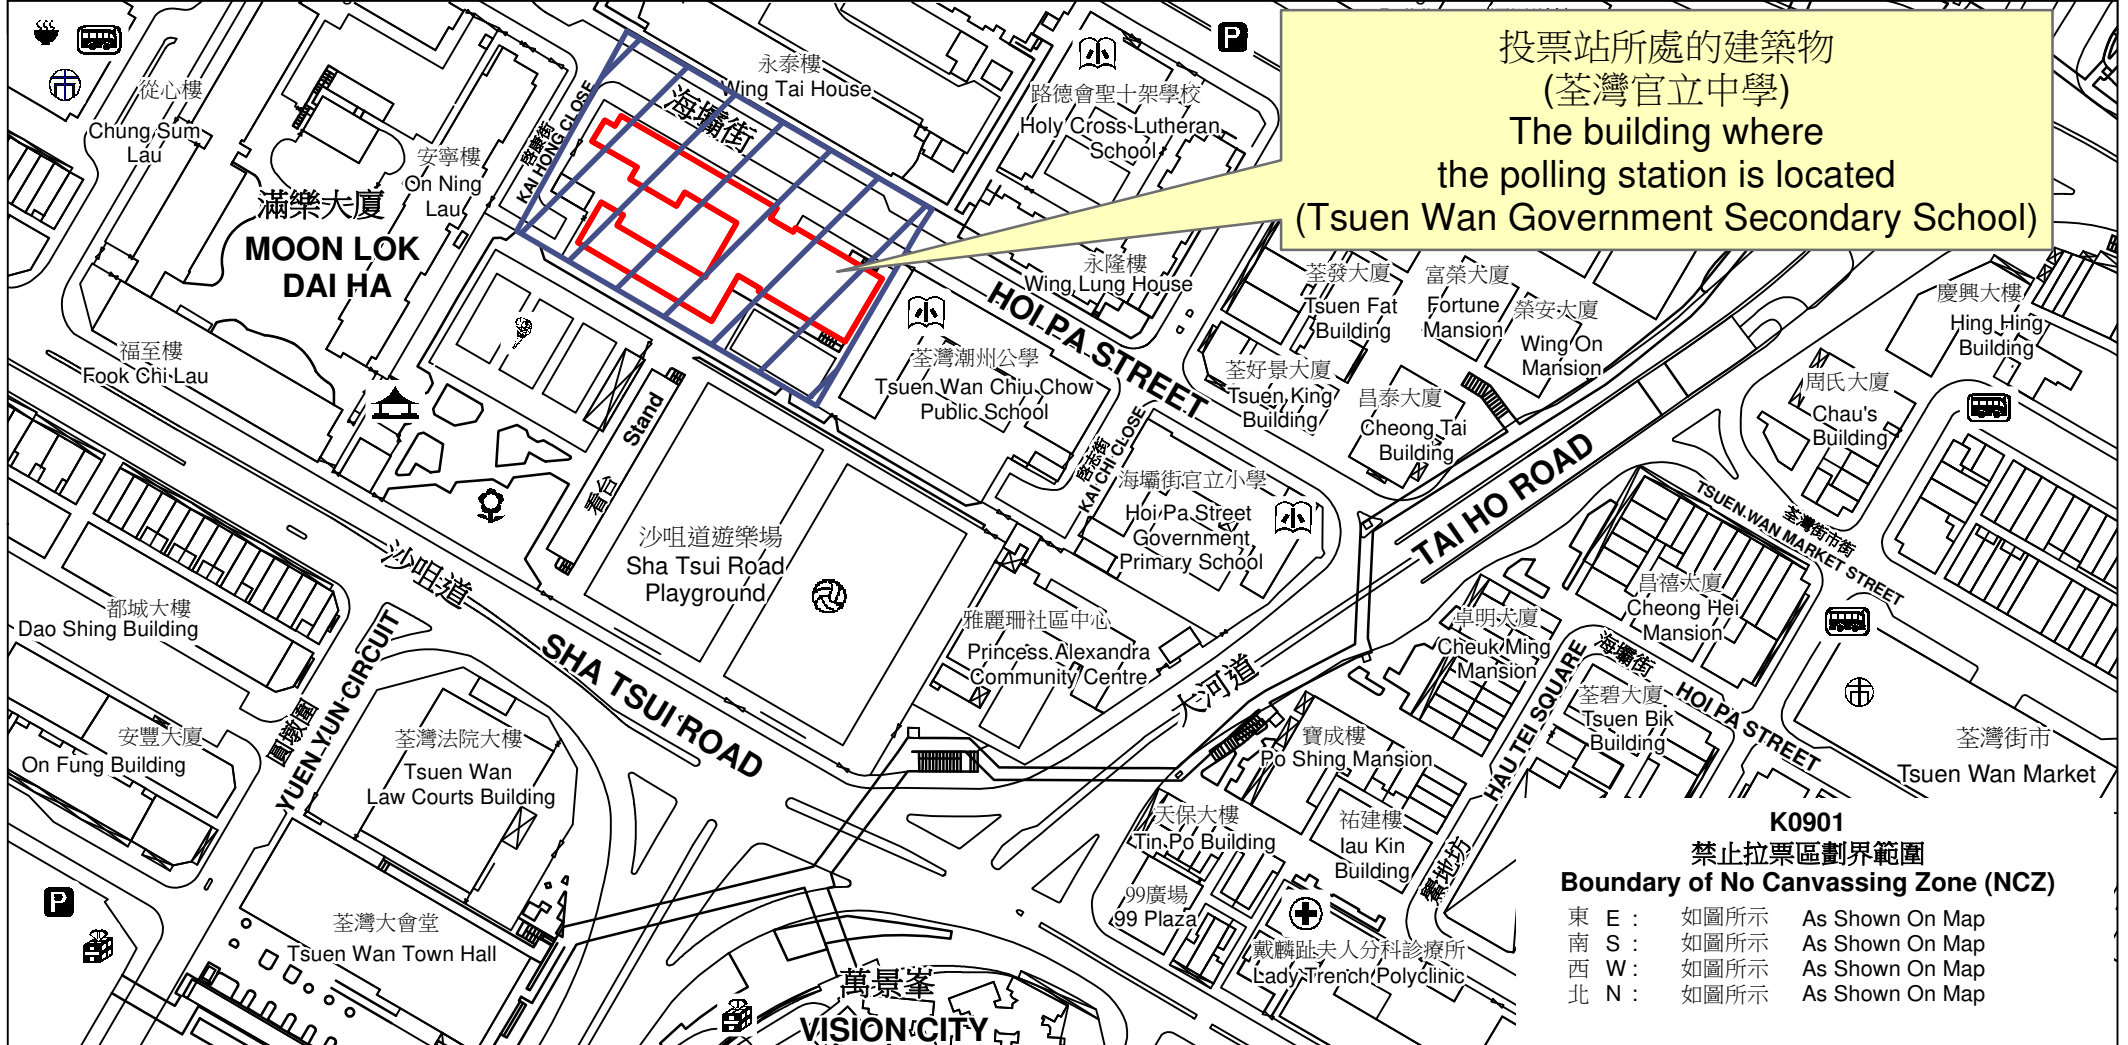 投票站所處的建築物
(荃灣官立中學)
The building where
the polling station is located
(Tsuen Wan Government Secondary School)
從心樓
Chung Sum
Lau
安寧樓
On Ning
Lau
滿樂大廈
MOON LOK
DAI HA
福至樓
Fook Chi Lau
啓康街
KAI HONG CLOSE
海壩街
永泰樓
Wing Tai House
路德會聖十架學校
Holy Cross Lutheran
School
永隆樓
Wing Lung House
HOI PA STREET
荃灣潮州公學
Tsuen Wan Chiu Chow
Public School
荃發大廈
Tsuen Fat
Building
富榮大廈
Fortune
Mansion
榮安大廈
Wing On
Mansion
荃好景大廈
Tsuen King
Building
昌泰大廈
Cheong Tai
Building
慶興大樓
Hing Hing
Building
周氏大廈
Chau's
Building
啓志街
KAI CHI CLOSE
海壩街官立小學
Hoi Pa Street
Government
Primary School
TAI HO ROAD
大河道
荃灣街市街
TSUEN WAN MARKET STREET
看台
Stand
沙咀道遊樂場
Sha Tsui Road
Playground
沙咀道
SHA TSUI ROAD
雅麗珊社區中心
Princess Alexandra
Community Centre
都城大樓
Dao Shing Building
安豐大廈
On Fung Building
圓墩圍
YUEN YUN CIRCUIT
荃灣法院大樓
Tsuen Wan
Law Courts Building
荃灣大會堂
Tsuen Wan Town Hall
昌禧大廈
Cheong Hei
Mansion
卓明大廈
Cheuk Ming
Mansion
海壩街
HOI PA STREET
荃碧大廈
Tsuen Bik
Building
HAU TEI SQUARE
寶成樓
Po Shing Mansion
天保大樓
Tin Po Building
祐建樓
Iau Kin
Building
99廣場
99 Plaza
戴麟趾夫人分科診療所
Lady Trench Polyclinic
萬景峯
VISION CITY
荃灣街市
Tsuen Wan Market
P
P
K0901
禁止拉票區劃界範圍
Boundary of No Canvassing Zone (NCZ)
東 E : 如圖所示 As Shown On Map
南 S : 如圖所示 As Shown On Map
西 W : 如圖所示 As Shown On Map
北 N : 如圖所示 As Shown On Map